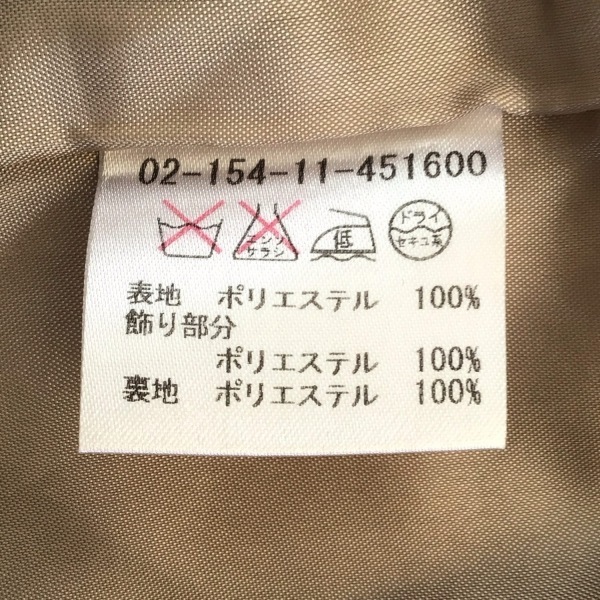 02-154-11-451600
エンソ サラシ 低 ドライ セキユ系
表地 ポリエステル 100%
飾り部分
ポリエステル 100%
裏地 ポリエステル 100%